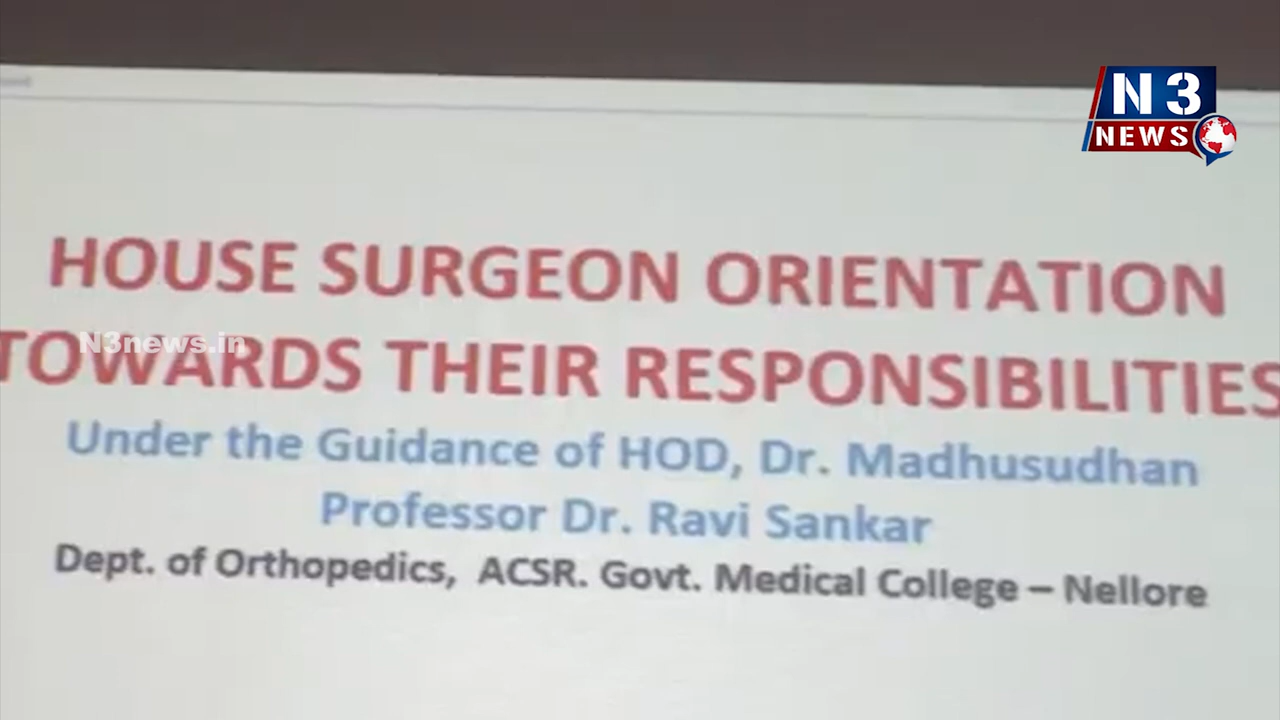 N 3
NEWS
HOUSE SURGEON ORIENTATION
TOWARDS THEIR RESPONSIBILITIES
N3news.in
Under the Guidance of HOD, Dr. Madhusudhan
Professor Dr. Ravi Sankar
Dept. of Orthopedics, ACSR. Govt. Medical College – Nellore